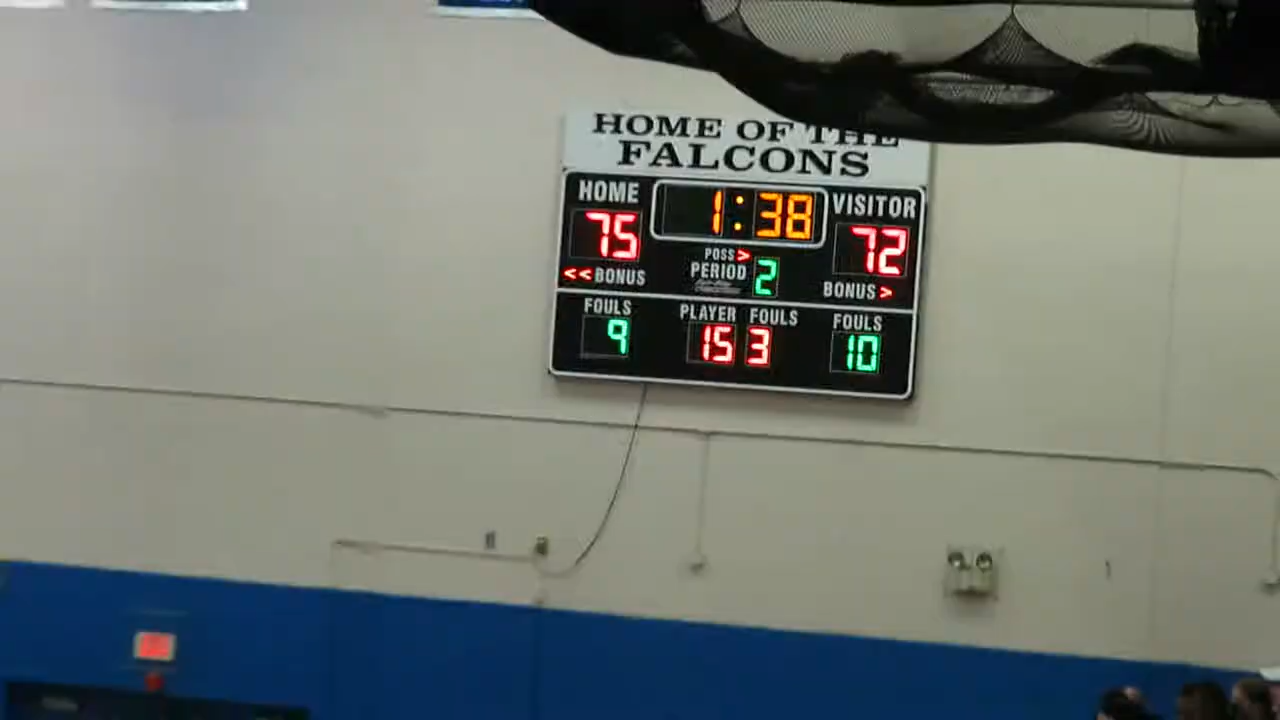 HOME OF THE
FALCONS
HOME 1:38 VISITOR
75 72
POSS >
<< BONUS PERIOD 2 BONUS >
FOULS PLAYER FOULS FOULS
9 15 3 10